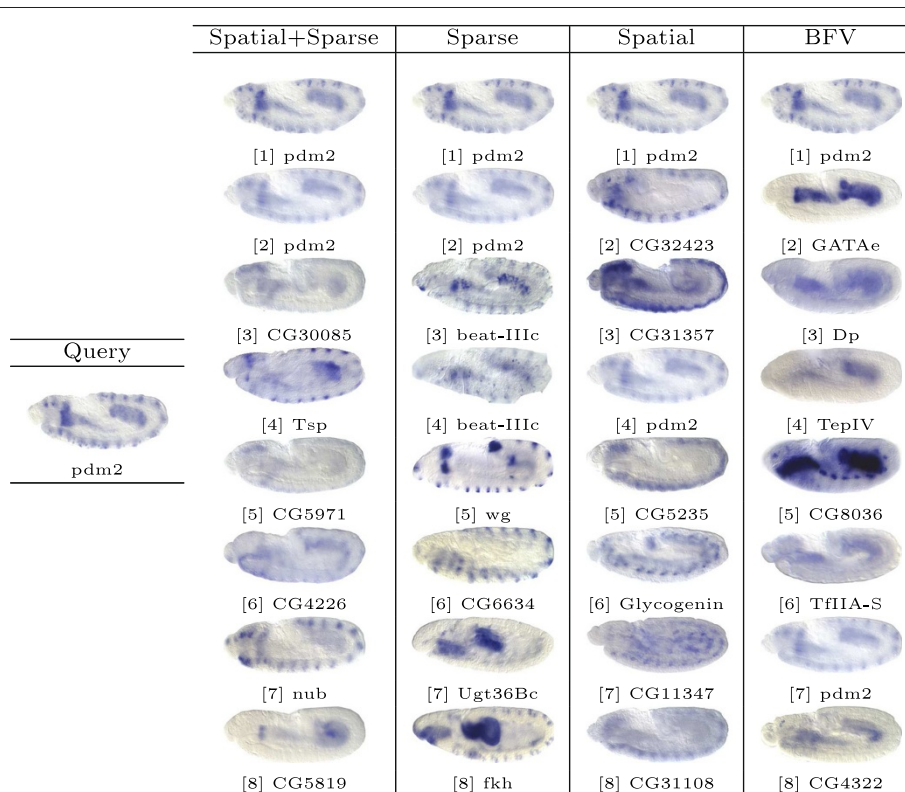 Spatial+Sparse Sparse Spatial BFV
[1] pdm2 [1] pdm2 [1] pdm2 [1] pdm2
[2] pdm2 [2] pdm2 [2] CG32423 [2] GATAe
[3] CG30085 [3] beat-IIIc [3] CG31357 [3] Dp
Query
[4] Tsp [4] beat-IIIc [4] pdm2 [4] TepIV
pdm2
[5] CG5971 [5] wg [5] CG5235 [5] CG8036
[6] CG4226 [6] CG6634 [6] Glycogenin [6] TfIIA-S
[7] nub [7] Ugt36Bc [7] CG11347 [7] pdm2
[8] CG5819 [8] fkh [8] CG31108 [8] CG4322